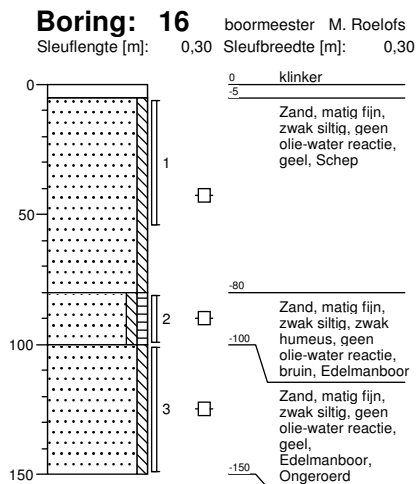 Boring: 16 boormeester M. Roelofs
Sleuflengte [m]: 0,30 Sleufbreedte [m]: 0,30
0
50
100
150
1
2
3
0 klinker
-5
Zand, matig fijn,
zwak siltig, geen
olie-water reactie,
geel, Schep
-80
Zand, matig fijn,
zwak siltig, zwak
humeus, geen
olie-water reactie,
bruin, Edelmanboor
-100
Zand, matig fijn,
zwak siltig, geen
olie-water reactie,
geel,
Edelmanboor,
Ongeroerd
-150